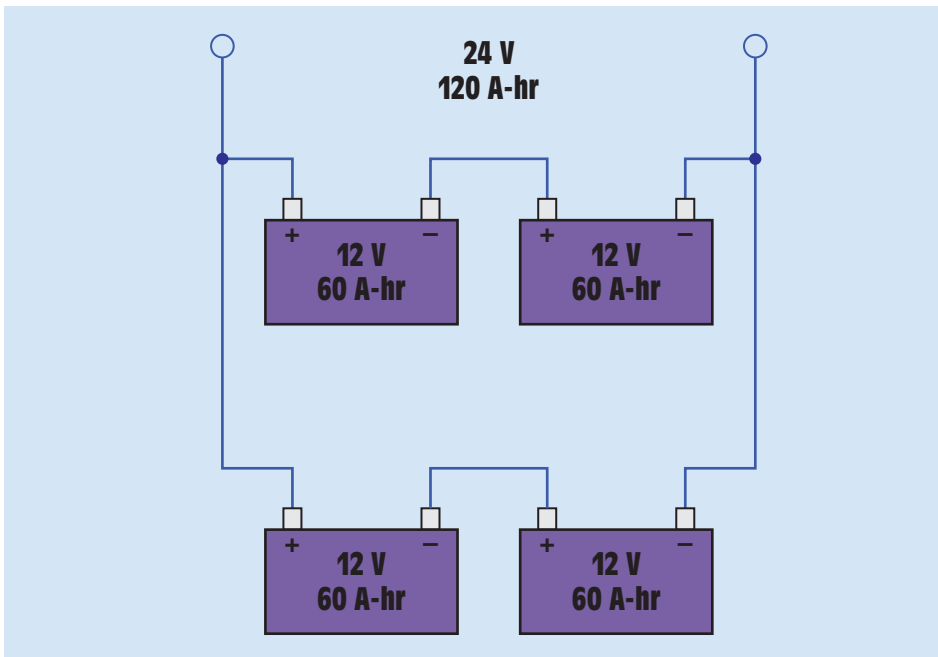 24 V
120 A-hr
+ – + –
12 V 12 V
60 A-hr 60 A-hr
+ – + –
12 V 12 V
60 A-hr 60 A-hr